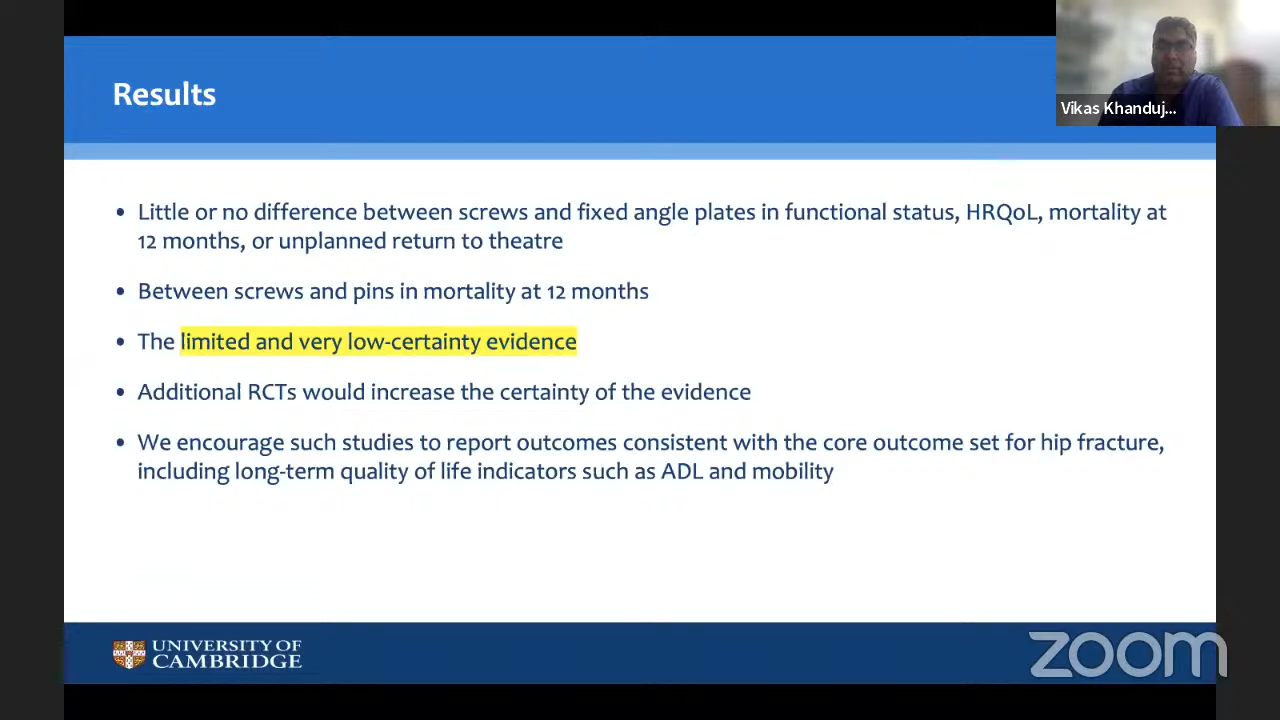 Results
Vikas Khanduj...
• Little or no difference between screws and fixed angle plates in functional status, HRQoL, mortality at
12 months, or unplanned return to theatre
• Between screws and pins in mortality at 12 months
• The limited and very low-certainty evidence
• Additional RCTs would increase the certainty of the evidence
• We encourage such studies to report outcomes consistent with the core outcome set for hip fracture,
including long-term quality of life indicators such as ADL and mobility
UNIVERSITY OF
CAMBRIDGE
zoom